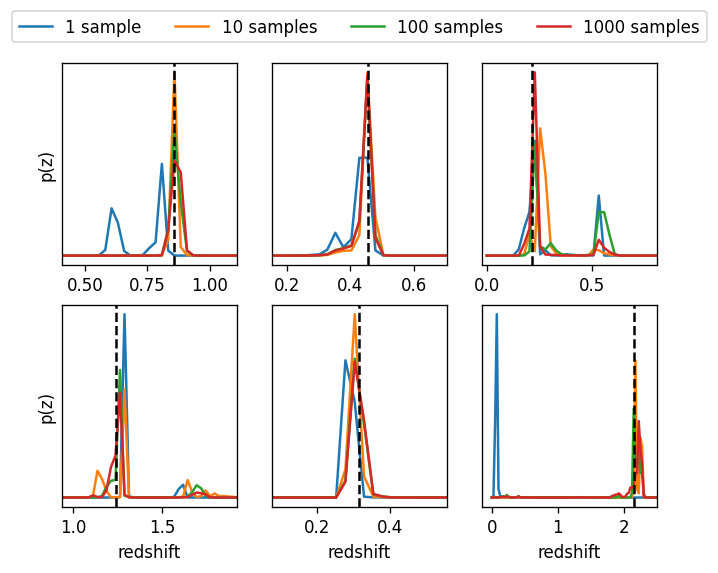 1 sample 10 samples 100 samples 1000 samples
p(z)
0.50 0.75 1.00 0.2 0.4 0.6 0.0 0.5
p(z)
1.0 1.5 0.2 0.4 0 1 2
redshift redshift redshift